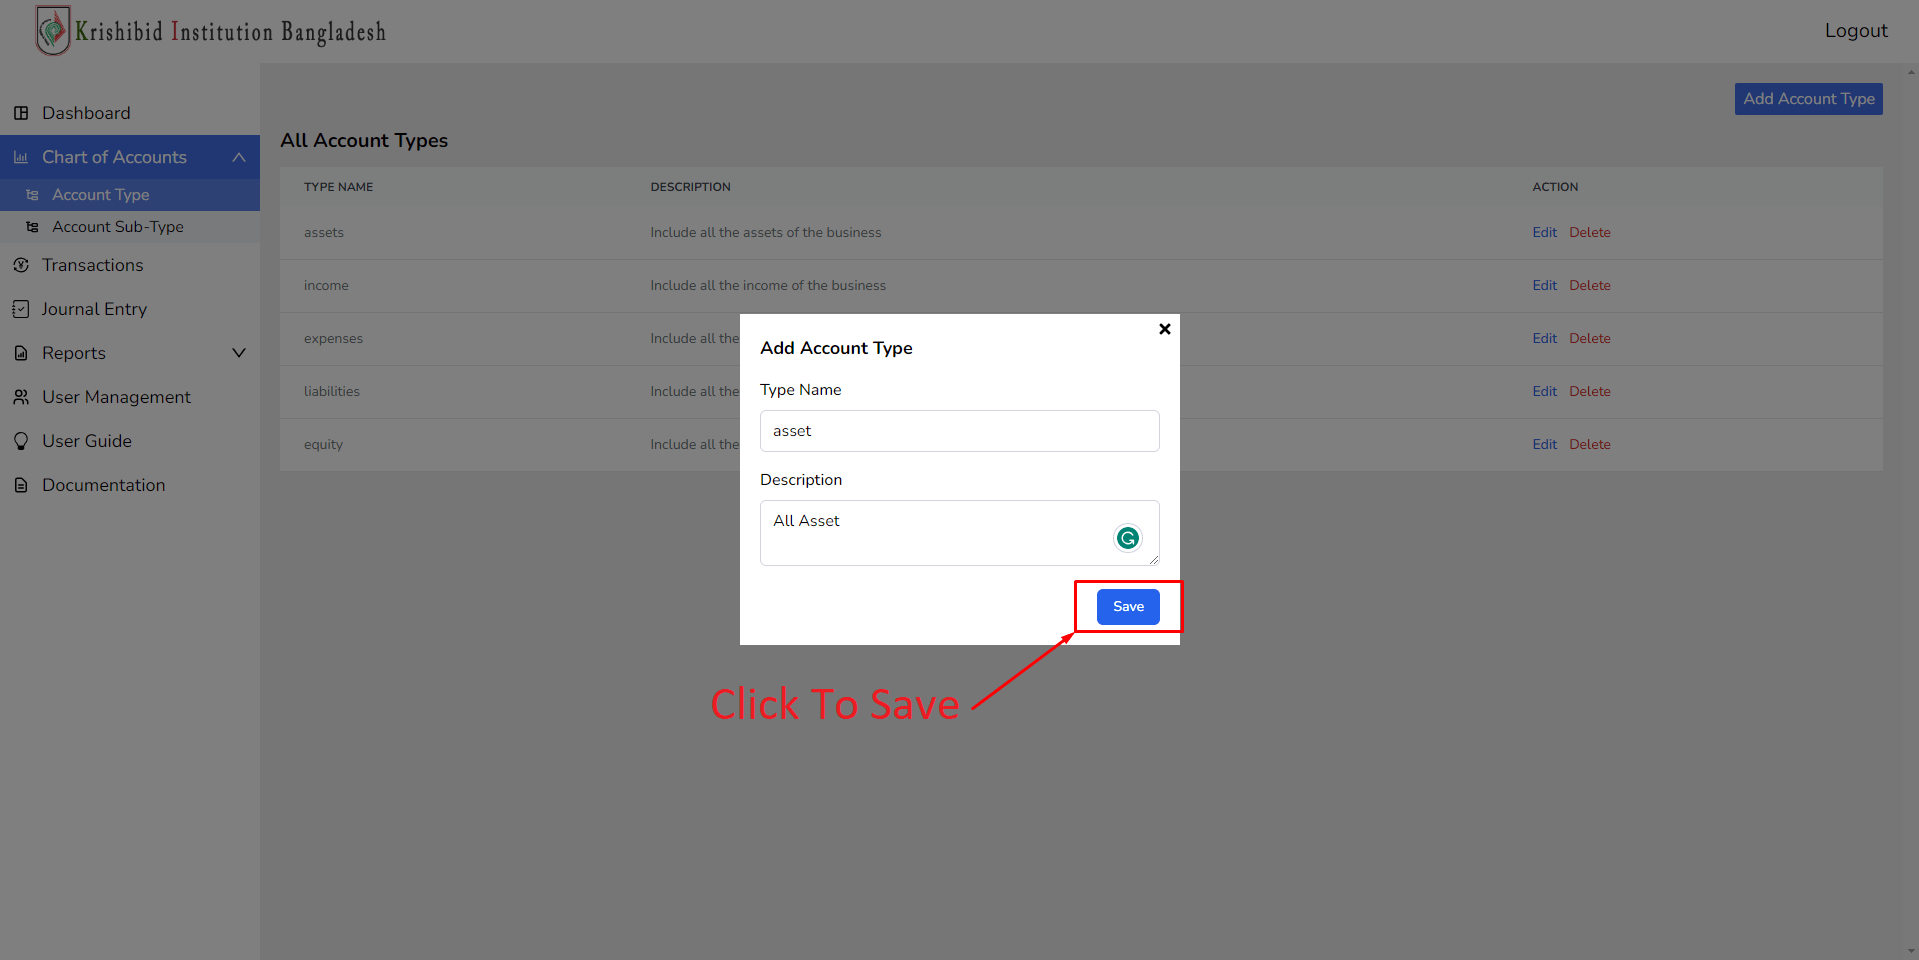 Krishibid Institution Bangladesh
Logout
Dashboard
Chart of Accounts
Account Type
Account Sub-Type
Transactions
Journal Entry
Reports
User Management
User Guide
Documentation
Add Account Type
All Account Types
TYPE NAME DESCRIPTION ACTION
assets Include all the assets of the business Edit Delete
income Include all the income of the business Edit Delete
expenses Include all the Edit Delete
liabilities Include all the Edit Delete
equity Include all the Edit Delete
Add Account Type
Type Name
asset
Description
All Asset
Save
Click To Save